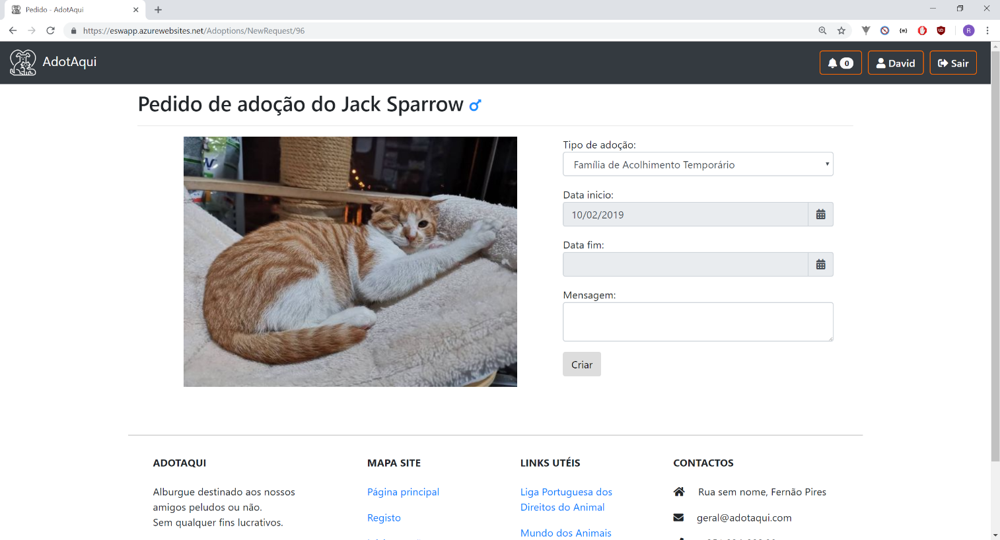 Pedido - AdotAqui
https://eswapp.azurewebsites.net/Adoptions/NewRequest/96
R
AdotAqui
0
David
Sair
Pedido de adoção do Jack Sparrow
Tipo de adoção:
Família de Acolhimento Temporário
Data inicio:
10/02/2019
Data fim:
Mensagem:
Criar
ADOTAQUI
Alburgue destinado aos nossos
amigos peludos ou não.
Sem qualquer fins lucrativos.
MAPA SITE
Página principal
Registo
LINKS UTÉIS
Liga Portuguesa dos
Direitos do Animal
Mundo dos Animais
CONTACTOS
Rua sem nome, Fernão Pires
geral@adotaqui.com